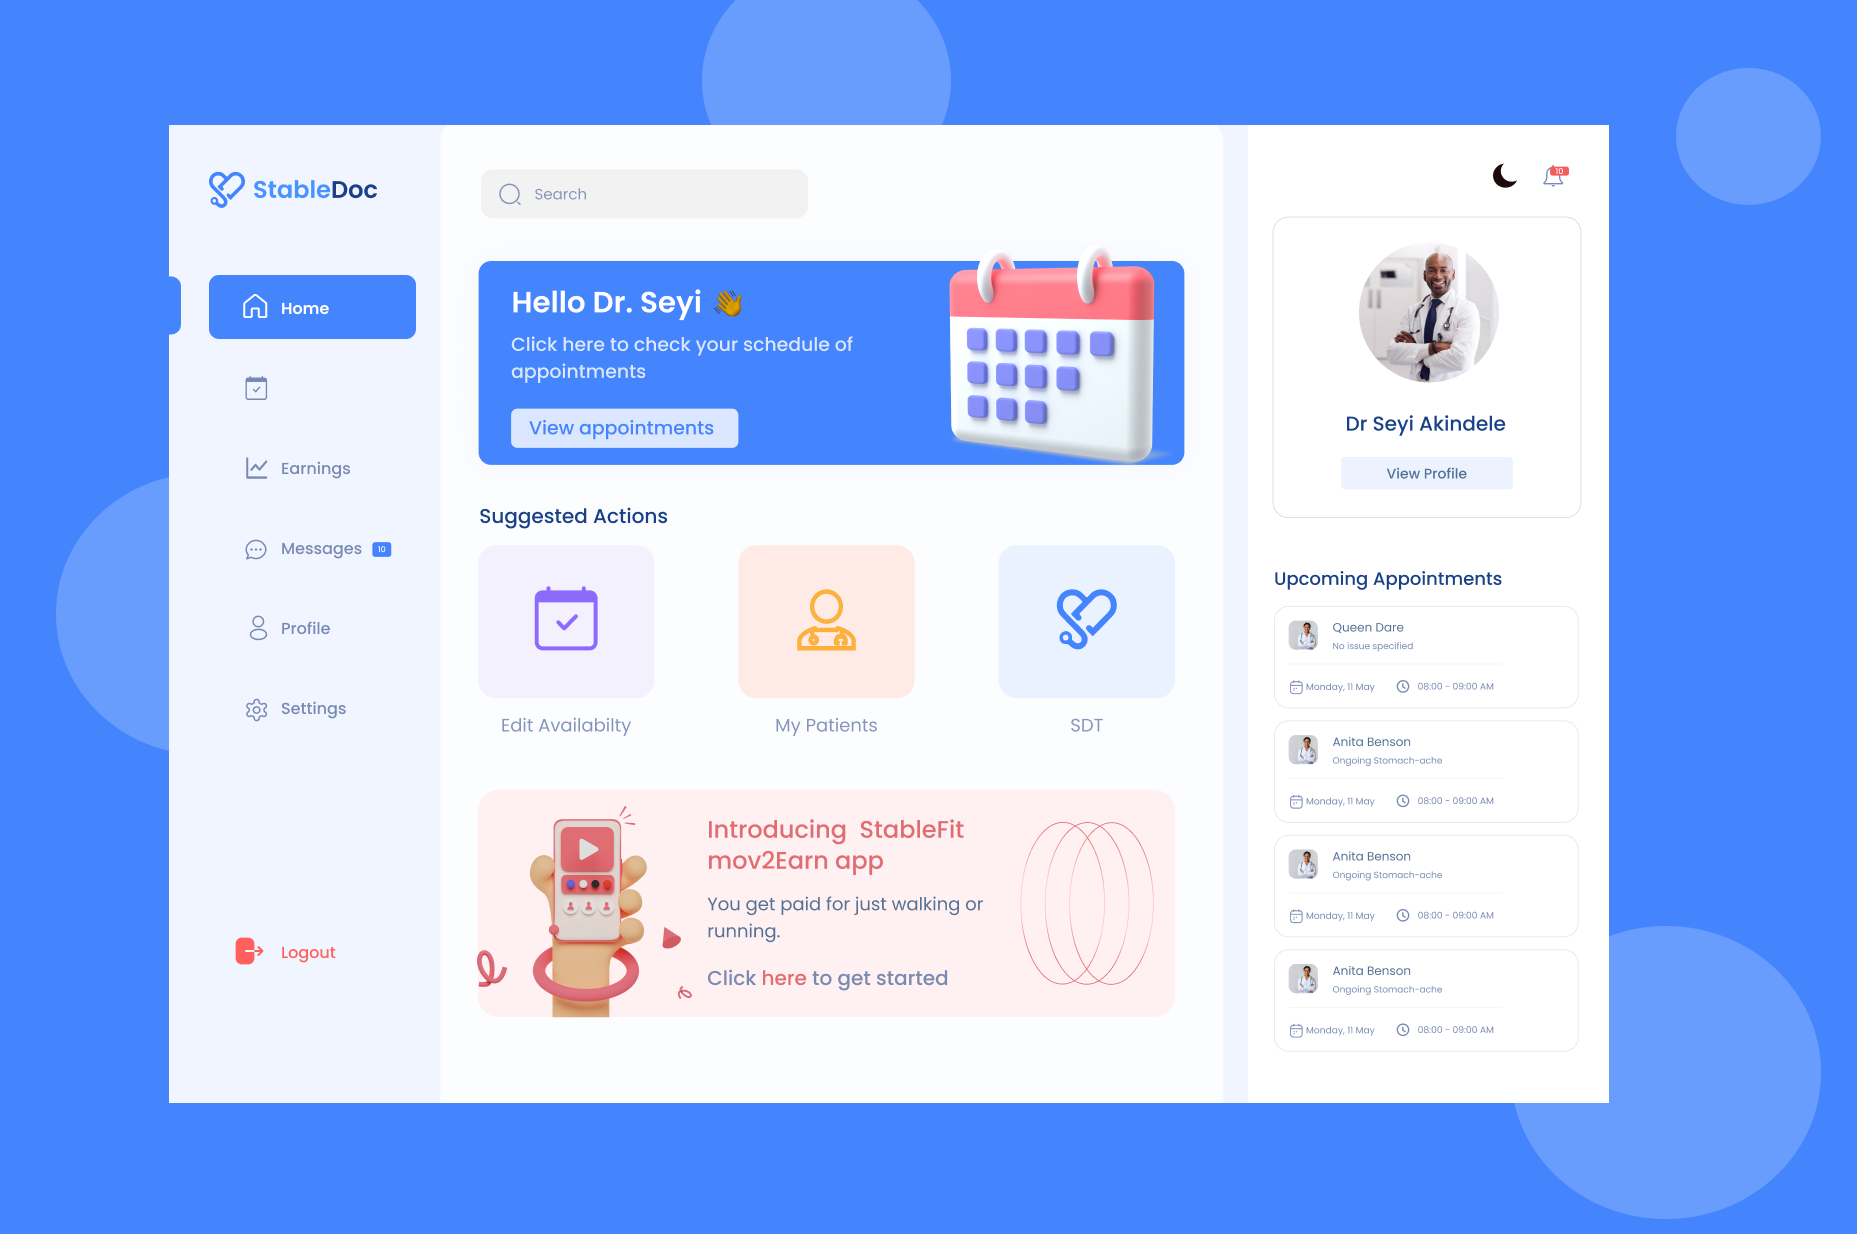 StableDoc
Home
Earnings
Messages 10
Profile
Settings
Logout
Search
Hello Dr. Seyi 👋
Click here to check your schedule of
appointments
View appointments
Suggested Actions
Edit Availabilty
My Patients
SDT
Introducing StableFit
mov2Earn app
You get paid for just walking or
running.
Click here to get started
10
Dr Seyi Akindele
View Profile
Upcoming Appointments
Queen Dare
No issue specified
Monday, 11 May 08:00 - 09:00 AM
Anita Benson
Ongoing Stomach-ache
Monday, 11 May 08:00 - 09:00 AM
Anita Benson
Ongoing Stomach-ache
Monday, 11 May 08:00 - 09:00 AM
Anita Benson
Ongoing Stomach-ache
Monday, 11 May 08:00 - 09:00 AM